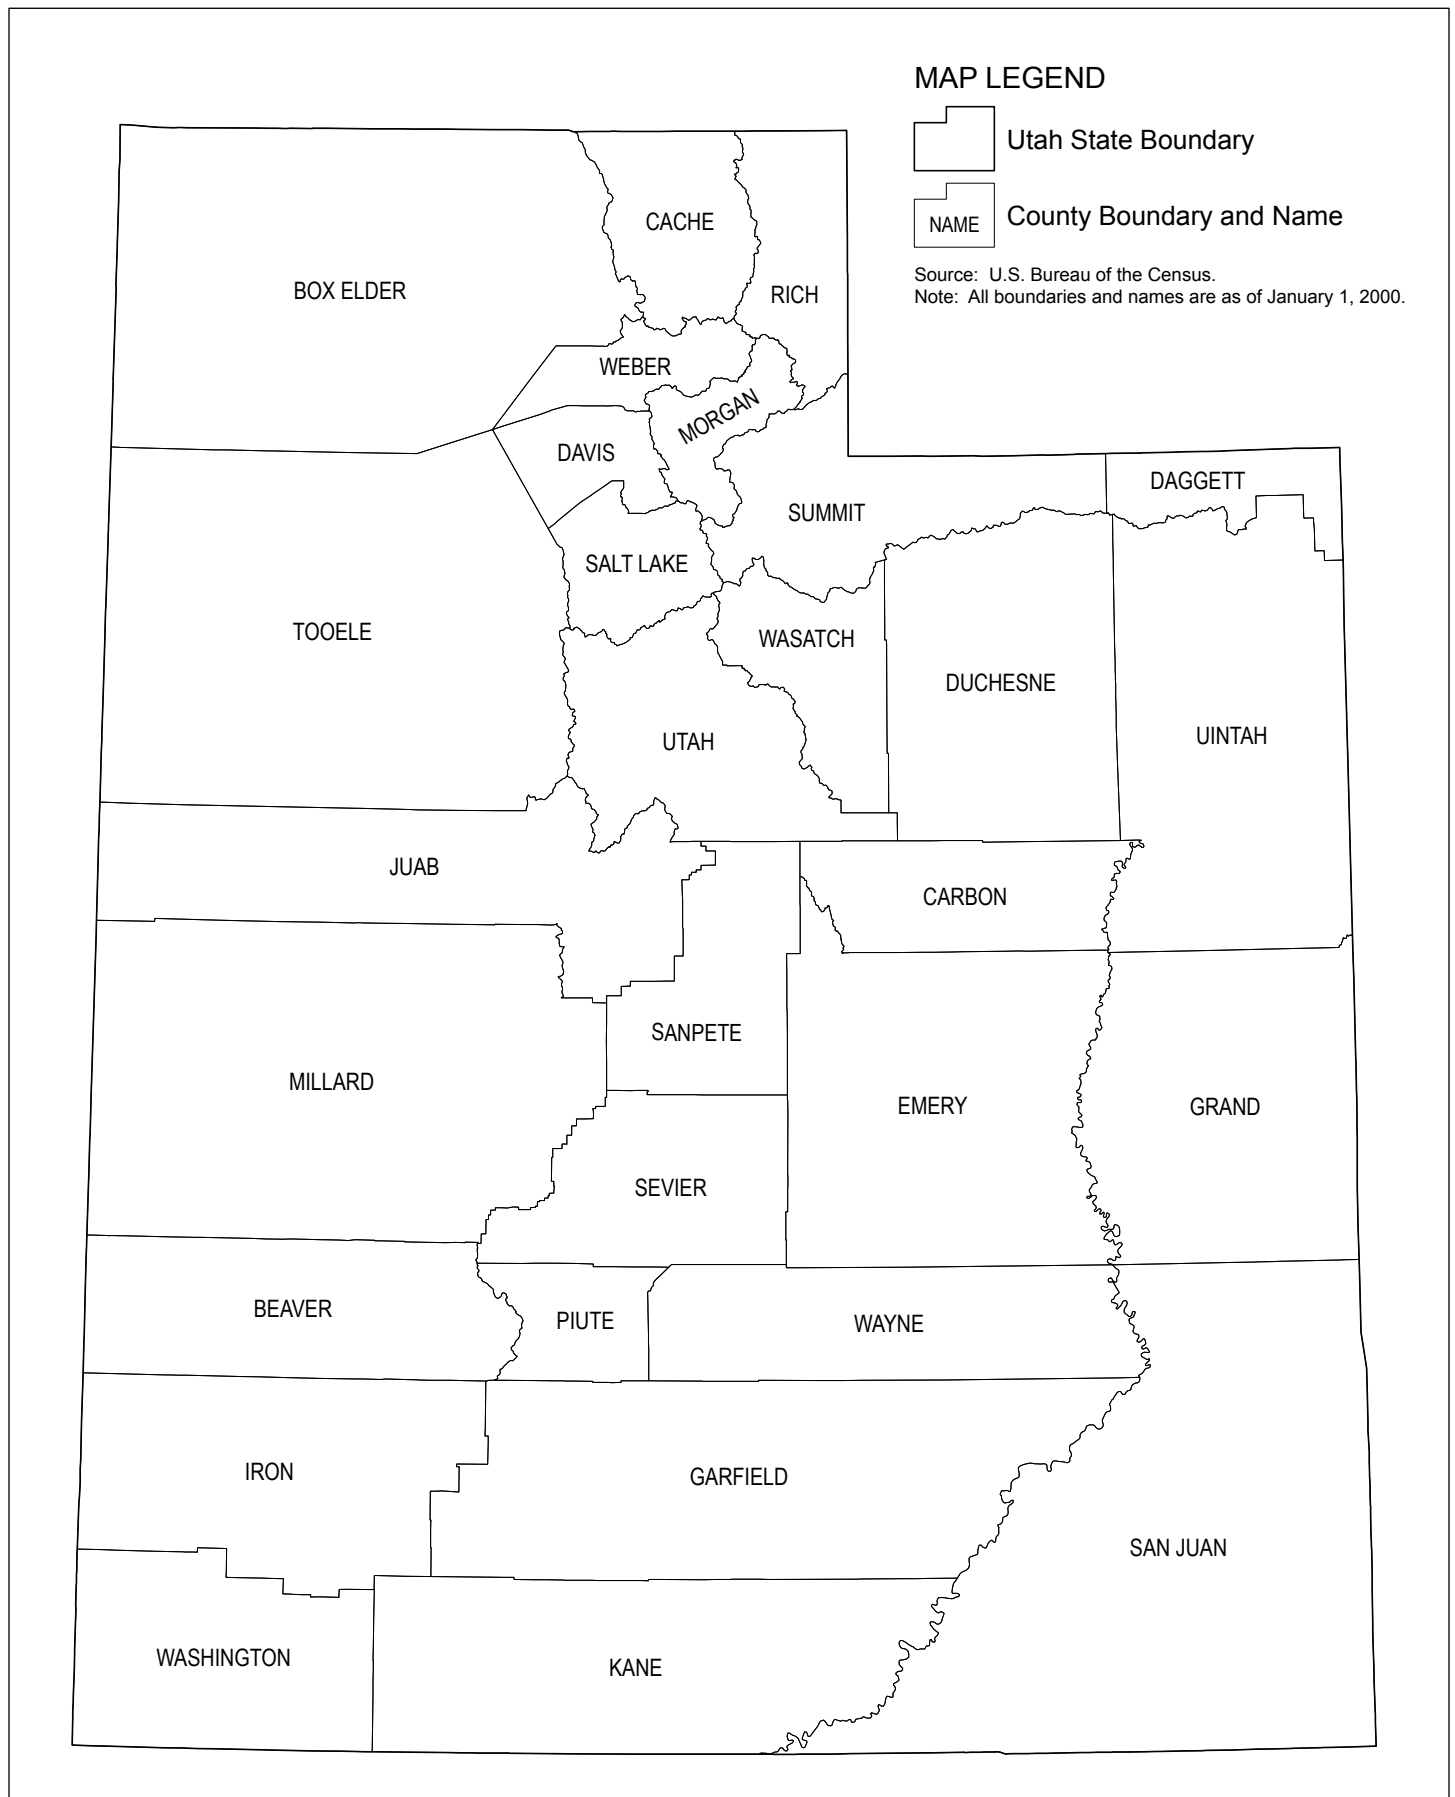 MAP LEGEND
Utah State Boundary
NAME
County Boundary and Name
Source: U.S. Bureau of the Census.
Note: All boundaries and names are as of January 1, 2000.
CACHE
BOX ELDER
RICH
WEBER
MORGAN
DAVIS
DAGGETT
SUMMIT
SALT LAKE
TOOELE
WASATCH
DUCHESNE
UINTAH
UTAH
JUAB
CARBON
SANPETE
MILLARD
EMERY
GRAND
SEVIER
BEAVER
PIUTE
WAYNE
IRON
GARFIELD
SAN JUAN
WASHINGTON
KANE